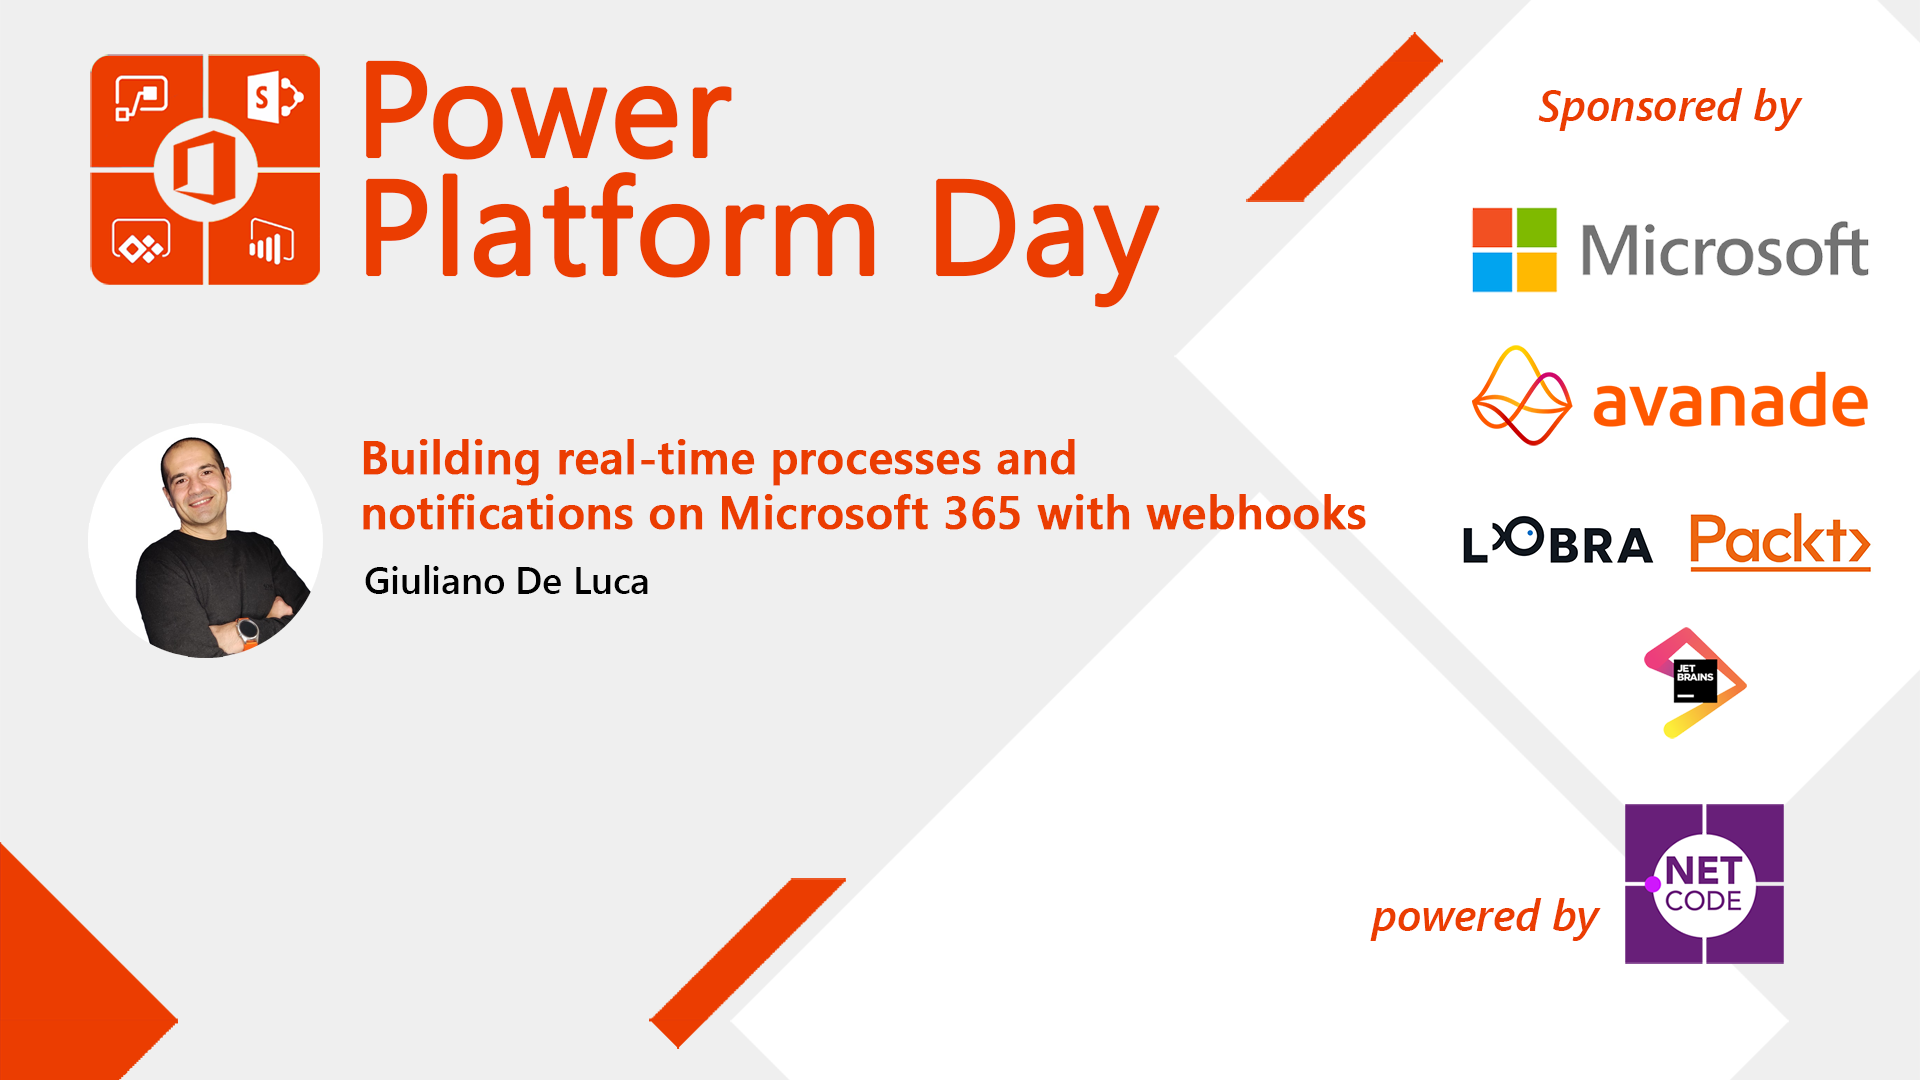 Power
Platform Day
Building real-time processes and
notifications on Microsoft 365 with webhooks
Giuliano De Luca
Sponsored by
Microsoft
avanade
LOBRA
Packt>
JET
BRAINS
powered by
.NET
CODE